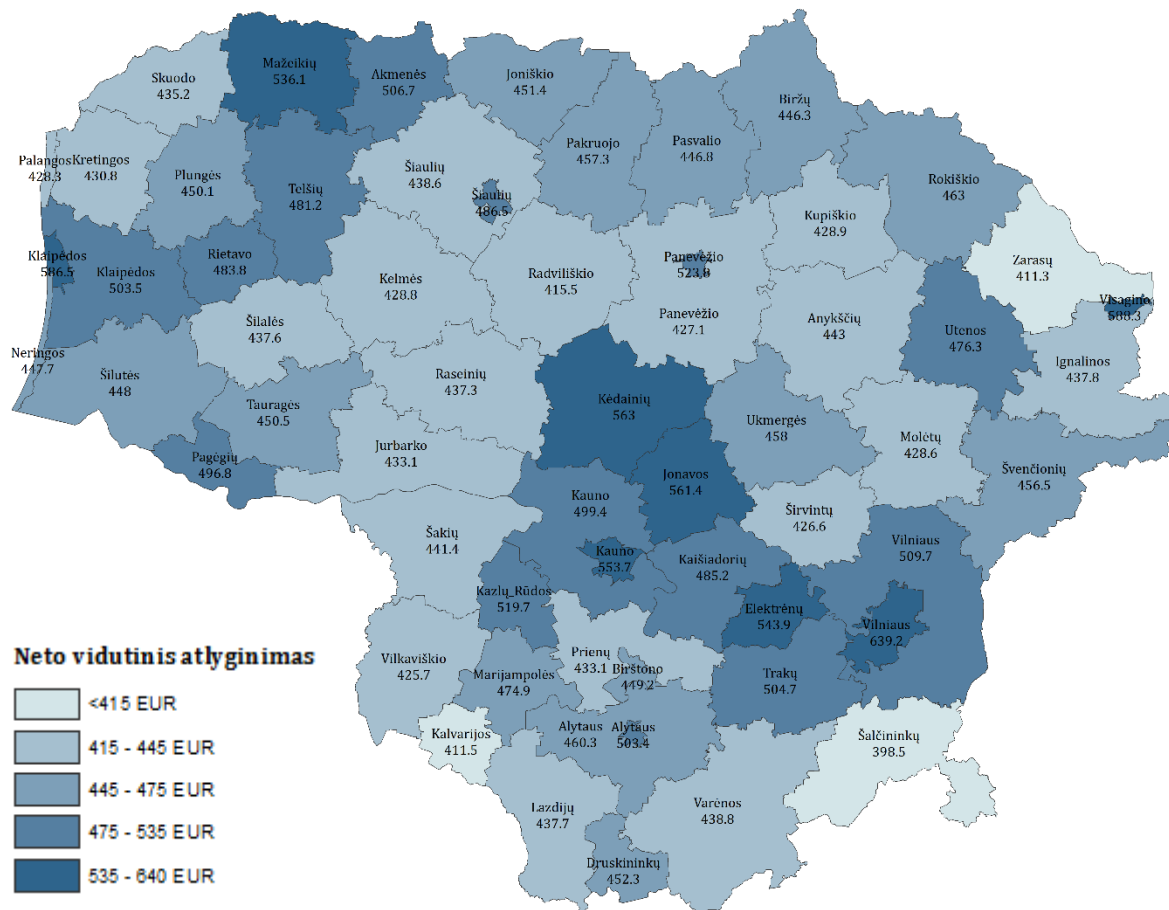 Mažeikių
536.1
Skuodo
435.2
Akmenės
506.7
Joniškio
451.4
Biržų
446.3
Pakruojo
457.3
Pasvalio
446.8
Palangos
428.3
Kretingos
430.8
Plungės
450.1
Telšių
481.2
Šiaulių
438.6
Šiaulių
486.5
Rokiškio
463
Kupiškio
428.9
Zarasų
411.3
Visagino
588.3
Klaipėdos
586.5
Klaipėdos
503.5
Rietavo
483.8
Kelmės
428.8
Radviliškio
415.5
Panevėžio
523.8
Panevėžio
427.1
Anykščių
443
Utenos
476.3
Ignalinos
437.8
Šilalės
437.6
Neringos
447.7
Šilutės
448
Tauragės
450.5
Raseinių
437.3
Kėdainių
563
Ukmergės
458
Molėtų
428.6
Švenčionių
456.5
Pagėgių
496.8
Jurbarko
433.1
Jonavos
561.4
Kauno
499.4
Širvintų
426.6
Šakių
441.4
Kauno
553.7
Kaišiadorių
485.2
Vilniaus
509.7
Kazlų_Rūdos
519.7
Elektrėnų
543.9
Vilniaus
639.2
Vilkaviškio
425.7
Marijampolės
474.9
Prienų
433.1
Birštono
449.2
Trakų
504.7
Kalvarijos
411.5
Alytaus
460.3
Alytaus
503.4
Šalčininkų
398.5
Lazdijų
437.7
Varėnos
438.8
Druskininkų
452.3
Neto vidutinis atlyginimas
<415 EUR
415 - 445 EUR
445 - 475 EUR
475 - 535 EUR
535 - 640 EUR